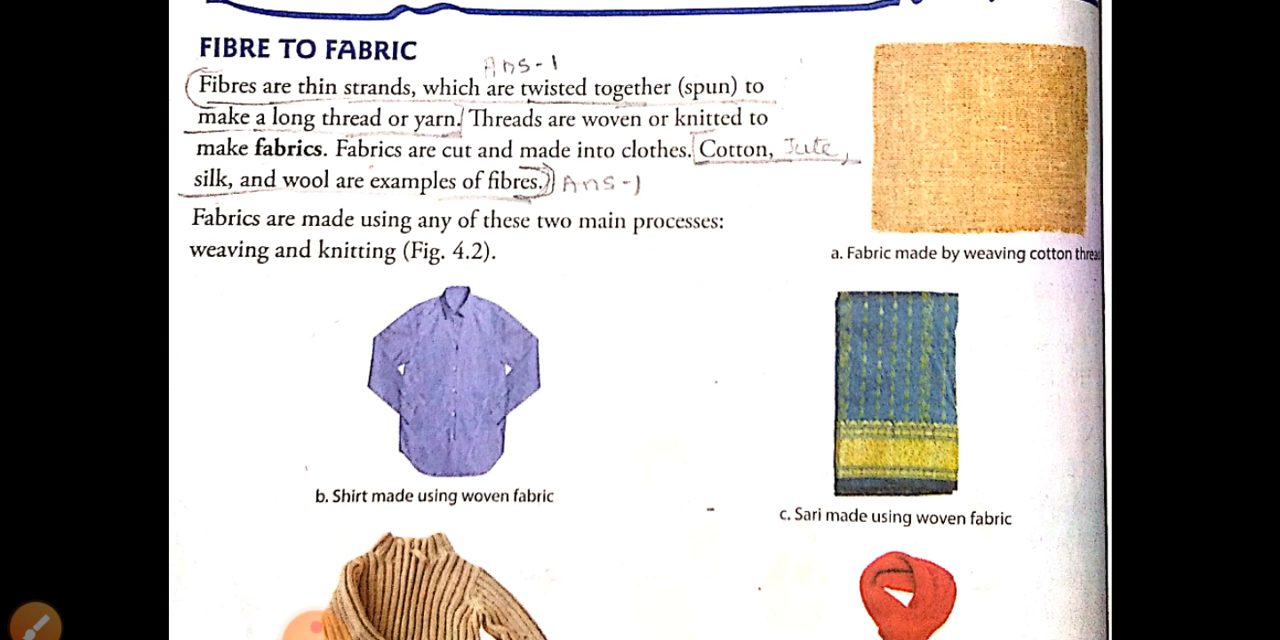 FIBRE TO FABRIC
Ans-1
Fibres are thin strands, which are twisted together (spun) to
make a long thread or yarn. Threads are woven or knitted to
make fabrics. Fabrics are cut and made into clothes. Cotton, Jute,
silk, and wool are examples of fibres. Ans-1
Fabrics are made using any of these two main processes:
weaving and knitting (Fig. 4.2).
a. Fabric made by weaving cotton threa
b. Shirt made using woven fabric
c. Sari made using woven fabric